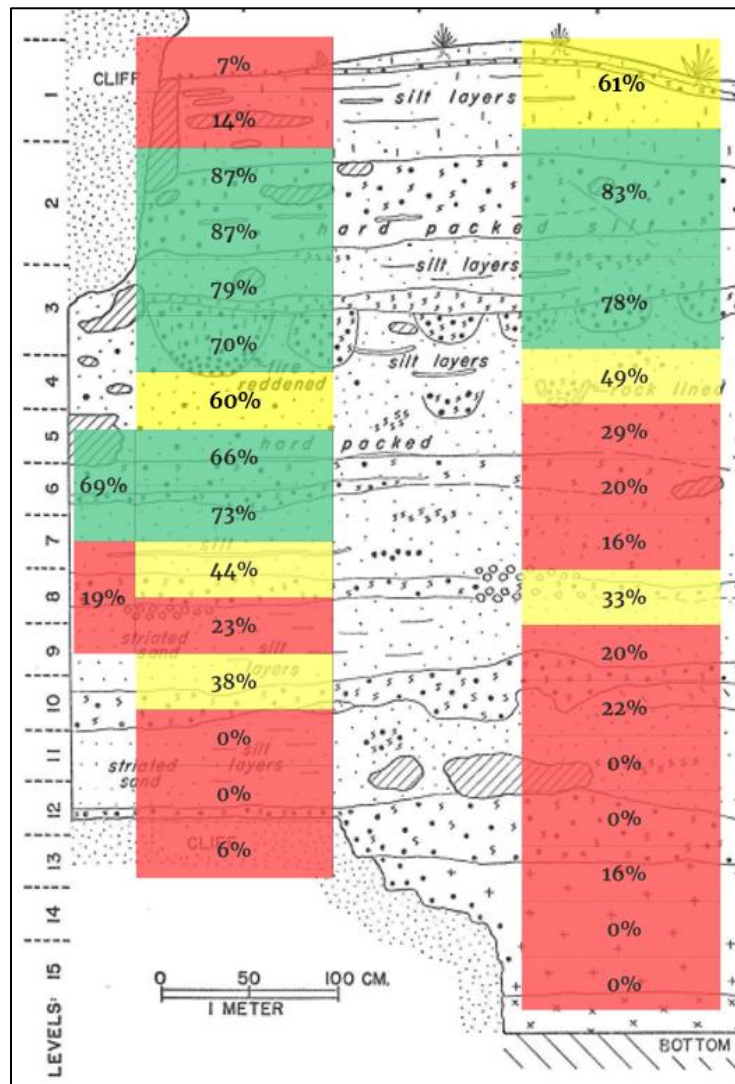 CLIFF
7%
14%
87%
87%
79%
70%
fire
reddened
60%
66%
hard packed
69%
73%
silt
44%
19%
23%
striated
sand
silt
layers
38%
0%
silt
layers
striated
sand
0%
CLIFF
6%
silt layers
hard packed silt
silt layers
silt layers
61%
83%
78%
49%
rock lined
29%
20%
16%
33%
20%
22%
0%
0%
16%
0%
0%
1
2
3
4
5
6
7
8
9
10
11
12
13
14
LEVELS: 15
0 50 100 CM.
1 METER
BOTTOM